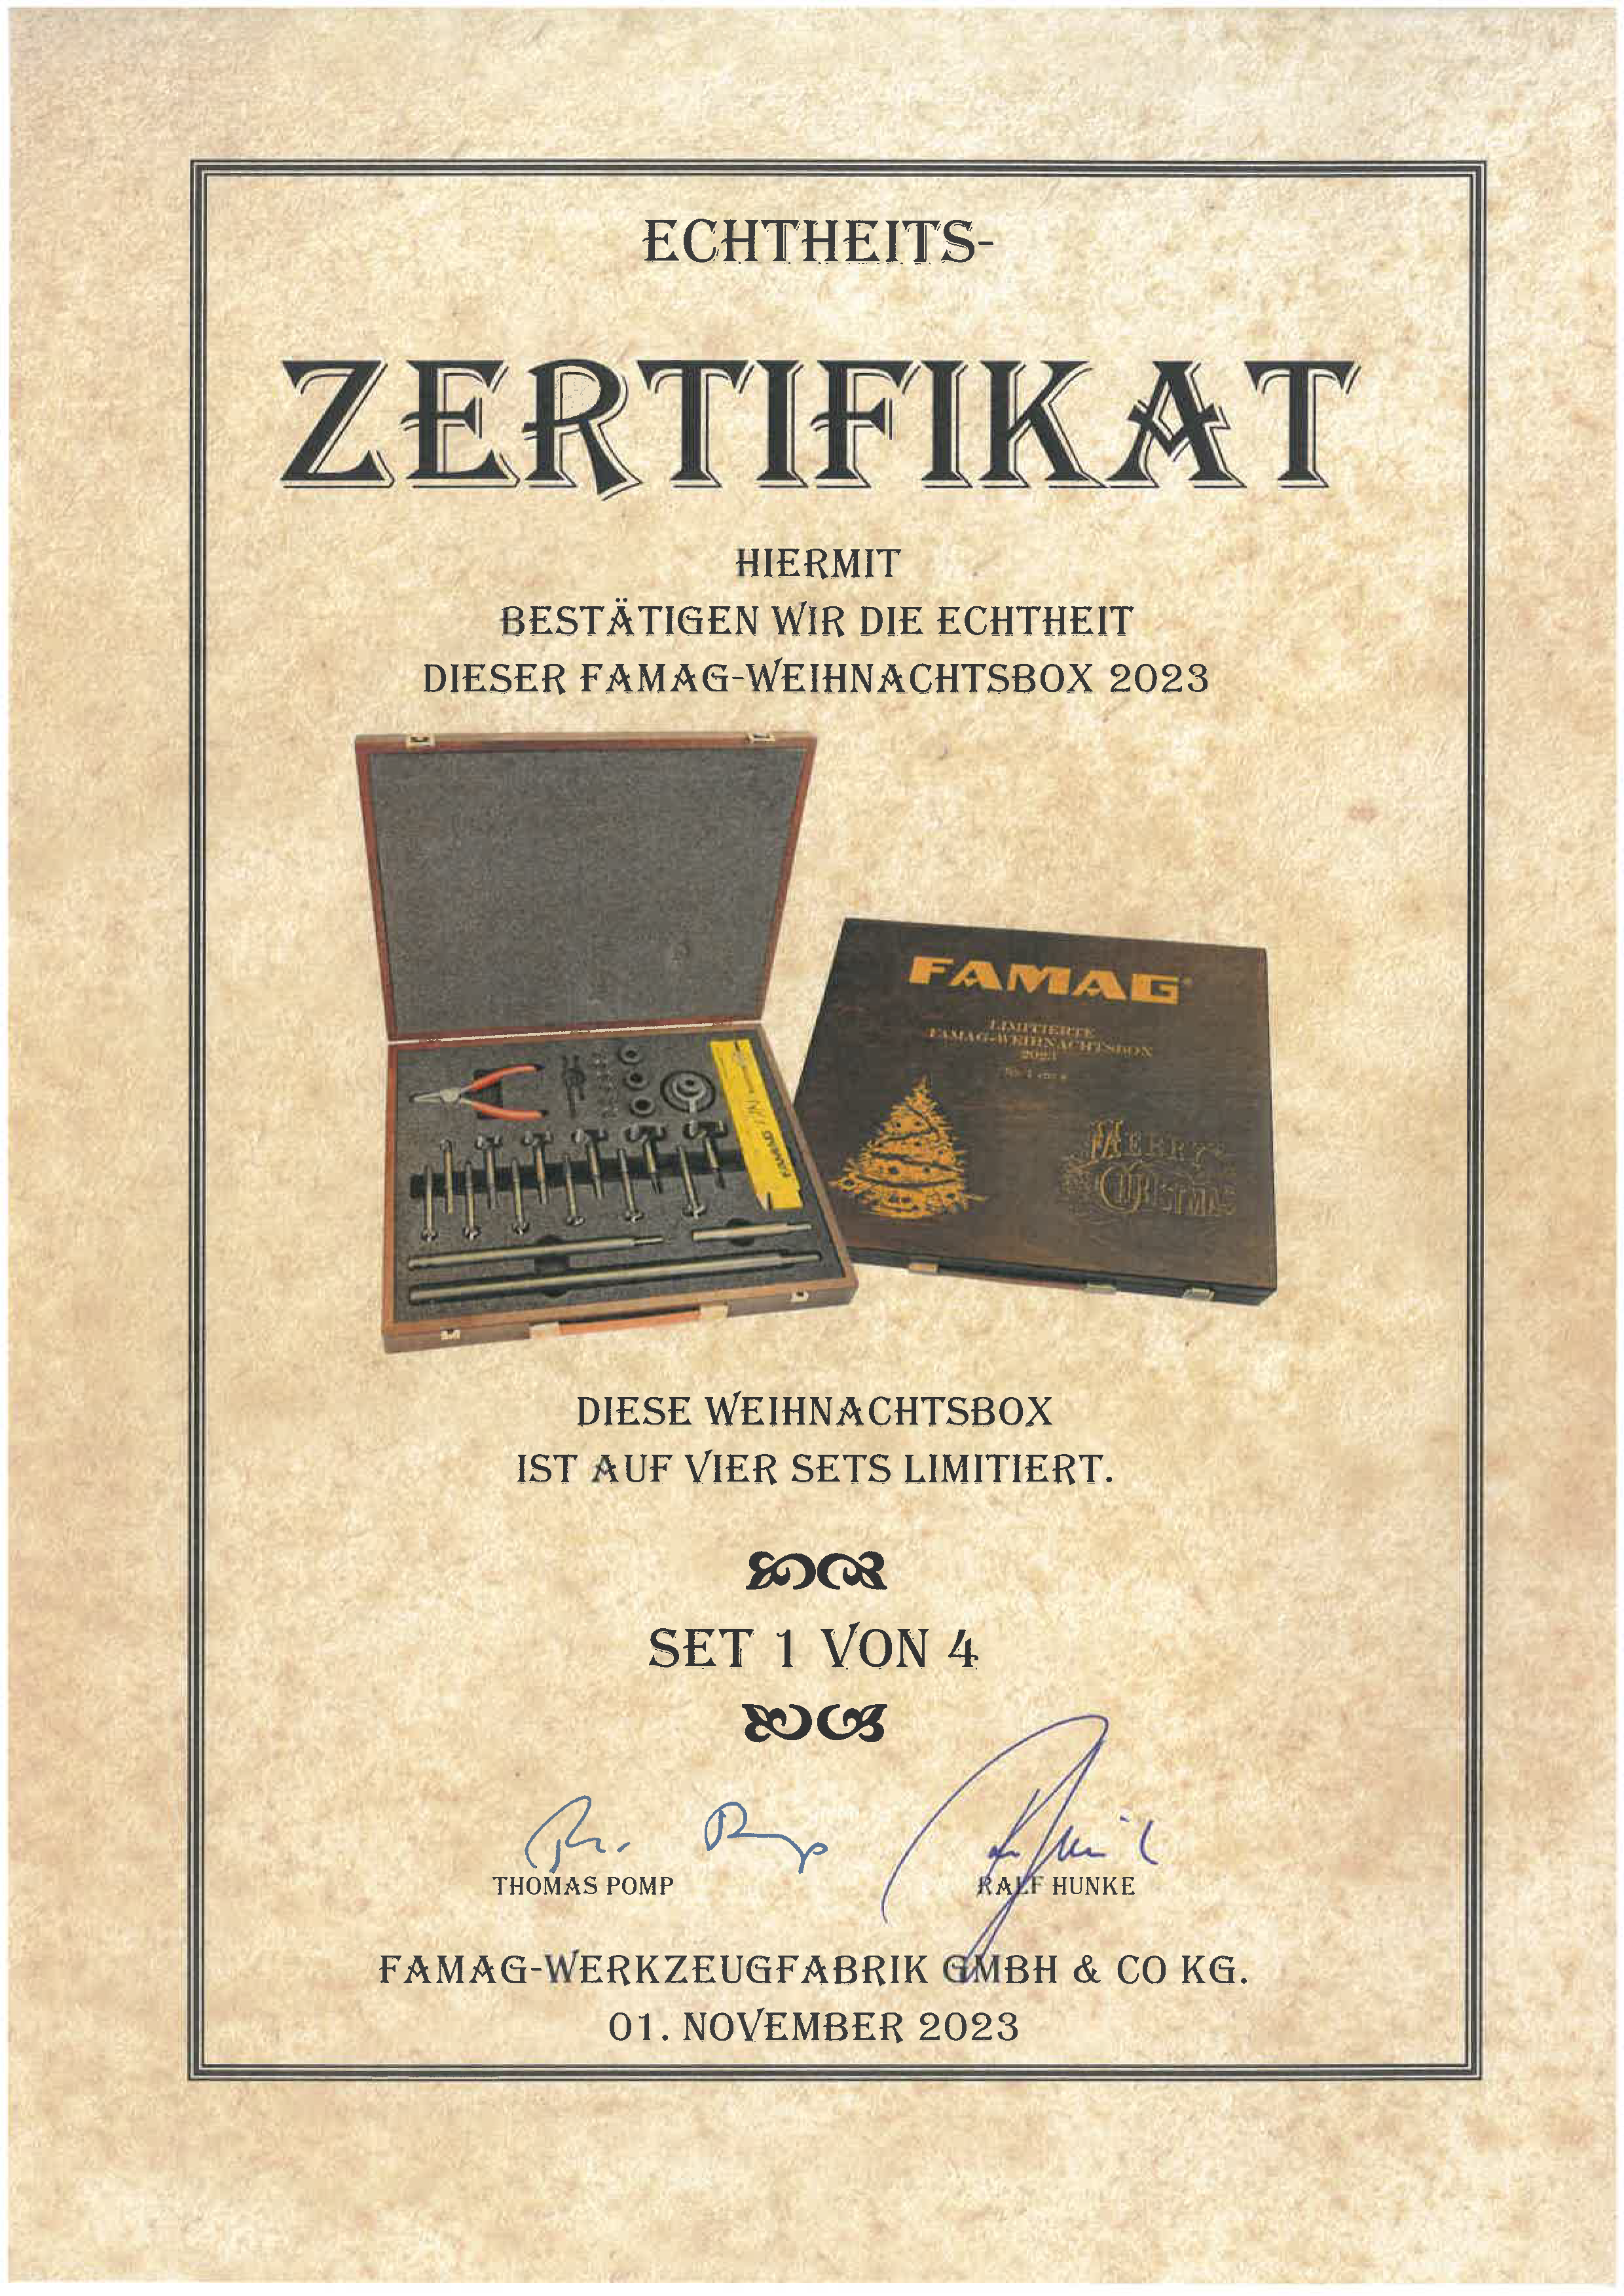 ECHTHEITS-
ZERTIFIKAT
HIERMIT
BESTÄTIGEN WIR DIE ECHTHEIT
DIESER FAMAG-WEIHNACHTSBOX 2023
FAMAG®
LIMITIERTE
FAMAG-WEIHNACHTSBOX
2023
MERRY
CHRISTMAS
FAMAG
DIESE WEIHNACHTSBOX
IST AUF VIER SETS LIMITIERT.
SET 1 VON 4
THOMAS POMP
RALF HUNKE
FAMAG-WERKZEUGFABRIK GMBH & CO KG.
01. NOVEMBER 2023